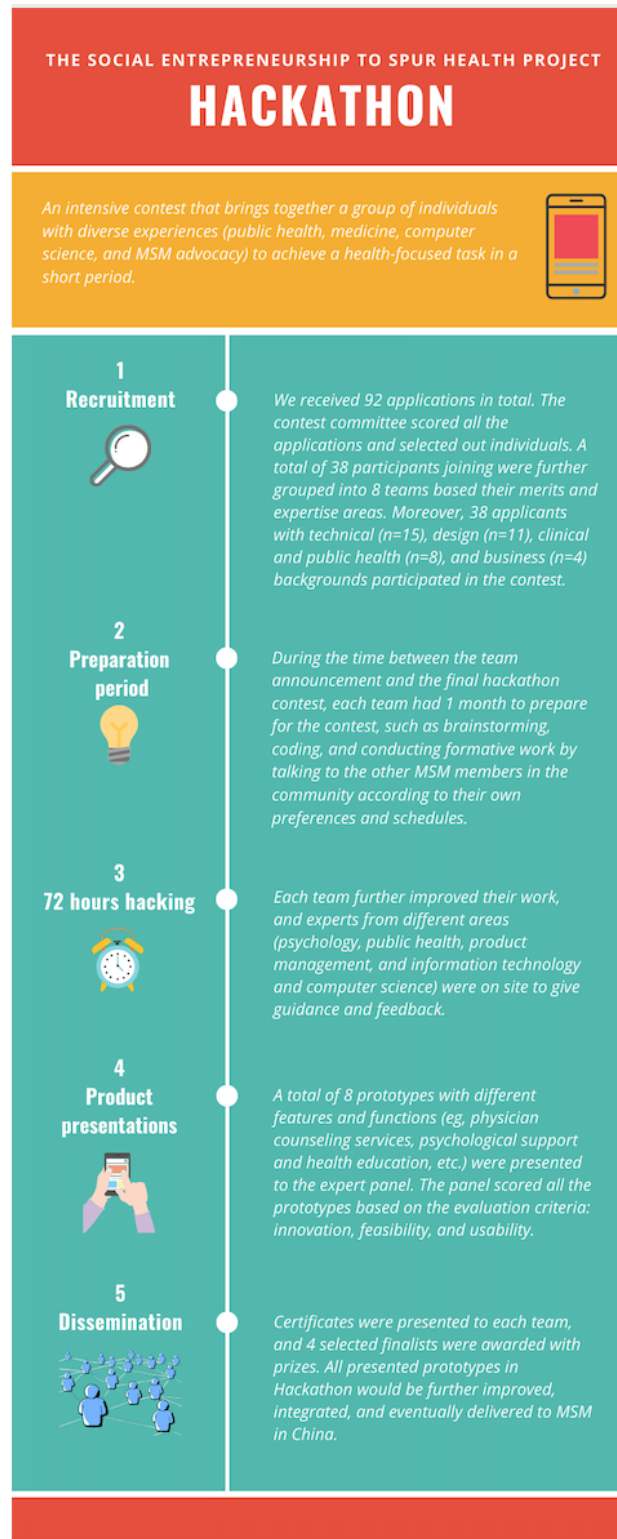 THE SOCIAL ENTREPRENEURSHIP TO SPUR HEALTH PROJECT
HACKATHON
An intensive contest that brings together a group of individuals
with diverse experiences (public health, medicine, computer
science, and MSM advocacy) to achieve a health-focused task in a
short period.
1
Recruitment
We received 92 applications in total. The
contest committee scored all the
applications and selected out individuals. A
total of 38 participants joining were further
grouped into 8 teams based their merits and
expertise areas. Moreover, 38 applicants
with technical (n=15), design (n=11), clinical
and public health (n=8), and business (n=4)
backgrounds participated in the contest.
2
Preparation
period
During the time between the team
announcement and the final hackathon
contest, each team had 1 month to prepare
for the contest, such as brainstorming,
coding, and conducting formative work by
talking to the other MSM members in the
community according to their own
preferences and schedules.
3
72 hours hacking
Each team further improved their work,
and experts from different areas
(psychology, public health, product
management, and information technology
and computer science) were on site to give
guidance and feedback.
4
Product
presentations
A total of 8 prototypes with different
features and functions (eg, physician
counseling services, psychological support
and health education, etc.) were presented
to the expert panel. The panel scored all the
prototypes based on the evaluation criteria:
innovation, feasibility, and usability.
5
Dissemination
Certificates were presented to each team,
and 4 selected finalists were awarded with
prizes. All presented prototypes in
Hackathon would be further improved,
integrated, and eventually delivered to MSM
in China.